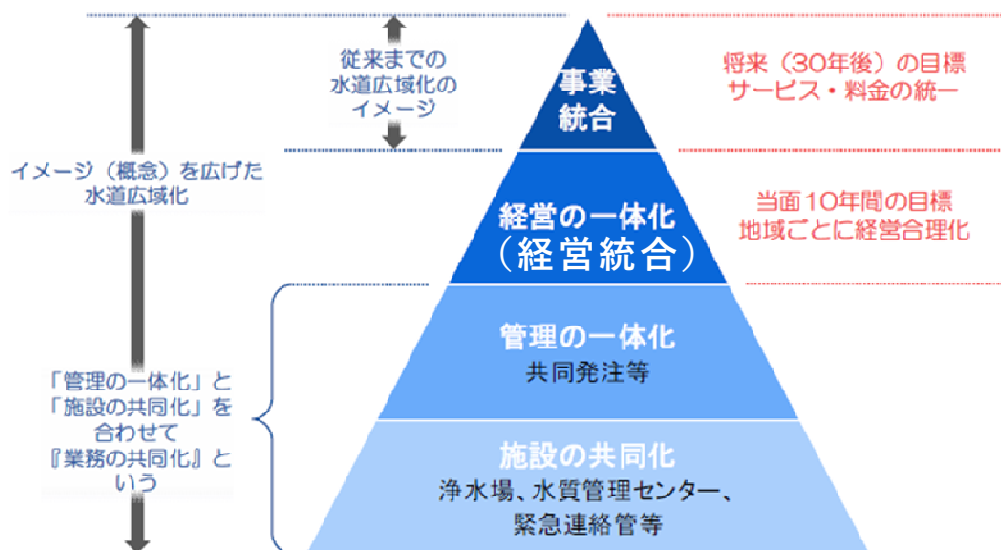 従来までの
水道広域化の
イメージ
イメージ（概念）を広げた
水道広域化
「管理の一体化」と
「施設の共同化」を
合わせて
『業務の共同化』と
いう
事業
統合
経営の一体化
（経営統合）
管理の一体化
共同発注等
施設の共同化
浄水場、水質管理センター、
緊急連絡管等
将来（30年後）の目標
サービス・料金の統一
当面10年間の目標
地域ごとに経営合理化